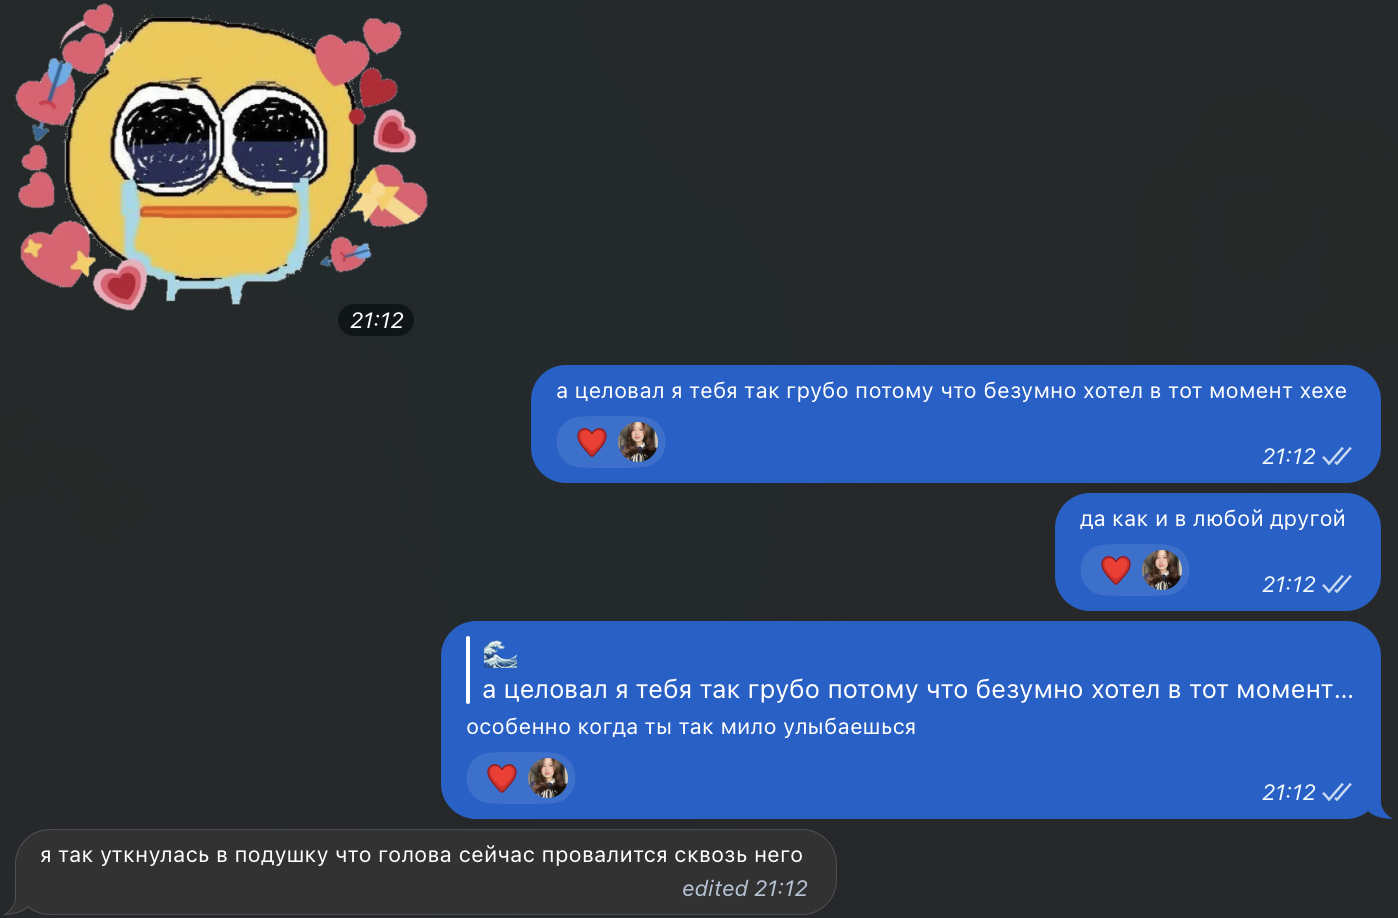 21:12
а целовал я тебя так грубо потому что безумно хотел в тот момент хехе
21:12
да как и в любой другой
21:12
а целовал я тебя так грубо потому что безумно хотел в тот момент...
особенно когда ты так мило улыбаешься
21:12
я так уткнулась в подушку что голова сейчас провалится сквозь него
edited 21:12